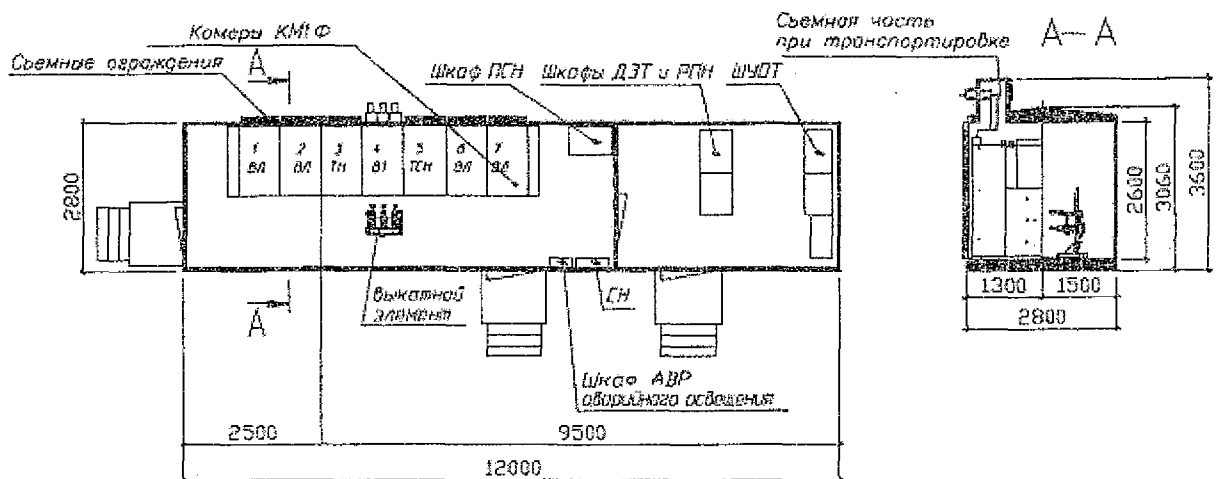 Камеры КМ1Ф
Съемные ограждения
А
Шкаф ПСН
Шкафы ДЗТ и РПН
ШУОТ
Съемная часть
при транспортировке
А—А
1
ВЛ
2
ВЛ
3
ТН
4
В1
5
ТСН
6
ВЛ
7
ВЛ
2800
2600
3060
3600
А
Выкатной
элемент
СН
1300
1500
2800
Шкаф АВР
аварийного освещения
2500
9500
12000